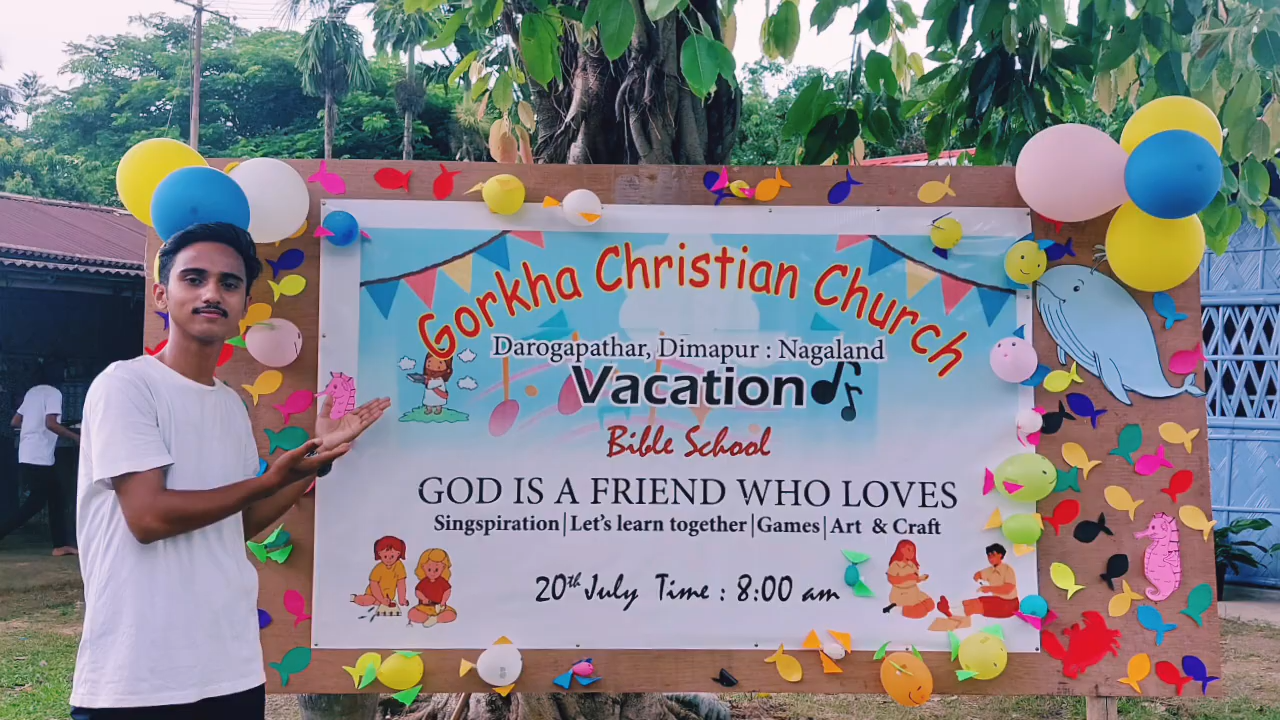 Gorkha Christian Church
Darogapathar, Dimapur : Nagaland
Vacation
Bible School
GOD IS A FRIEND WHO LOVES
Singspiration|Let's learn together|Games|Art & Craft
20th July Time : 8:00 am